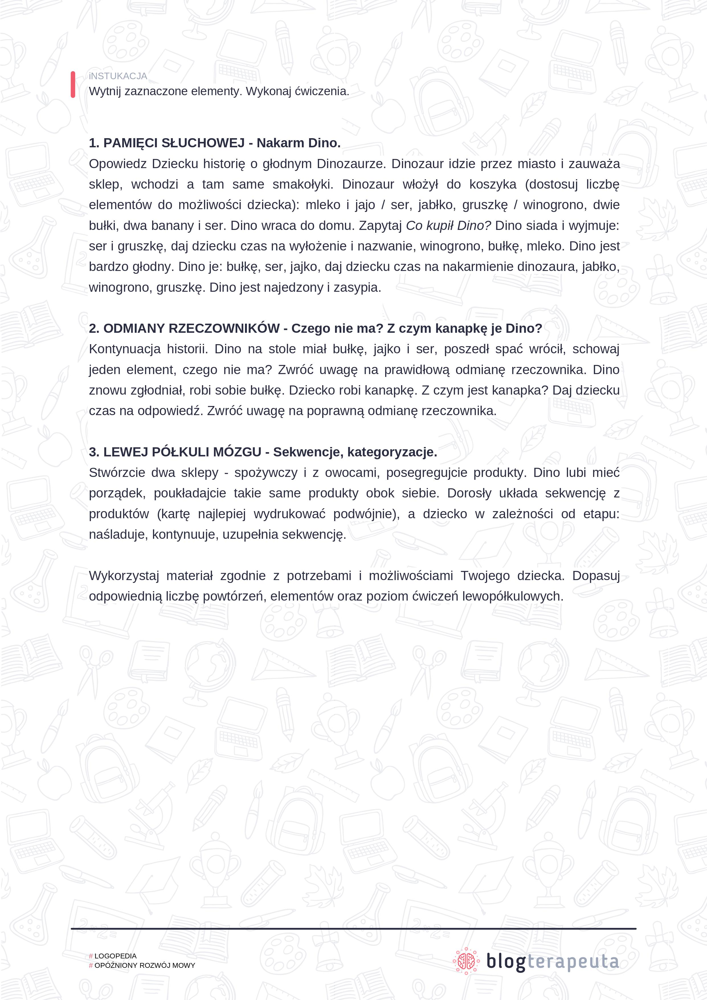 iNSTUKACJA
Wytnij zaznaczone elementy. Wykonaj ćwiczenia.
1. PAMIĘCI SŁUCHOWEJ - Nakarm Dino.
Opowiedz Dziecku historię o głodnym Dinozaurze. Dinozaur idzie przez miasto i zauważa
sklep, wchodzi a tam same smakołyki. Dinozaur włożył do koszyka (dostosuj liczbę
elementów do możliwości dziecka): mleko i jajo / ser, jabłko, gruszkę / winogrono, dwie
bułki, dwa banany i ser. Dino wraca do domu. Zapytaj Co kupił Dino? Dino siada i wyjmuje:
ser i gruszkę, daj dziecku czas na wyłożenie i nazwanie, winogrono, bułkę, mleko. Dino jest
bardzo głodny. Dino je: bułkę, ser, jajko, daj dziecku czas na nakarmienie dinozaura, jabłko,
winogrono, gruszkę. Dino jest najedzony i zasypia.
2. ODMIANY RZECZOWNIKÓW - Czego nie ma? Z czym kanapkę je Dino?
Kontynuacja historii. Dino na stole miał bułkę, jajko i ser, poszedł spać wrócił, schowaj
jeden element, czego nie ma? Zwróć uwagę na prawidłową odmianę rzeczownika. Dino
znowu zgłodniał, robi sobie bułkę. Dziecko robi kanapkę. Z czym jest kanapka? Daj dziecku
czas na odpowiedź. Zwróć uwagę na poprawną odmianę rzeczownika.
3. LEWEJ PÓŁKULI MÓZGU - Sekwencje, kategoryzacje.
Stwórzcie dwa sklepy - spożywczy i z owocami, posegregujcie produkty. Dino lubi mieć
porządek, poukładajcie takie same produkty obok siebie. Dorosły układa sekwencję z
produktów (kartę najlepiej wydrukować podwójnie), a dziecko w zależności od etapu:
naśladuje, kontynuuje, uzupełnia sekwencję.
Wykorzystaj materiał zgodnie z potrzebami i możliwościami Twojego dziecka. Dopasuj
odpowiednią liczbę powtórzeń, elementów oraz poziom ćwiczeń lewopółkulowych.
# LOGOPEDIA
# OPÓŹNIONY ROZWÓJ MOWY
blogterapeuta